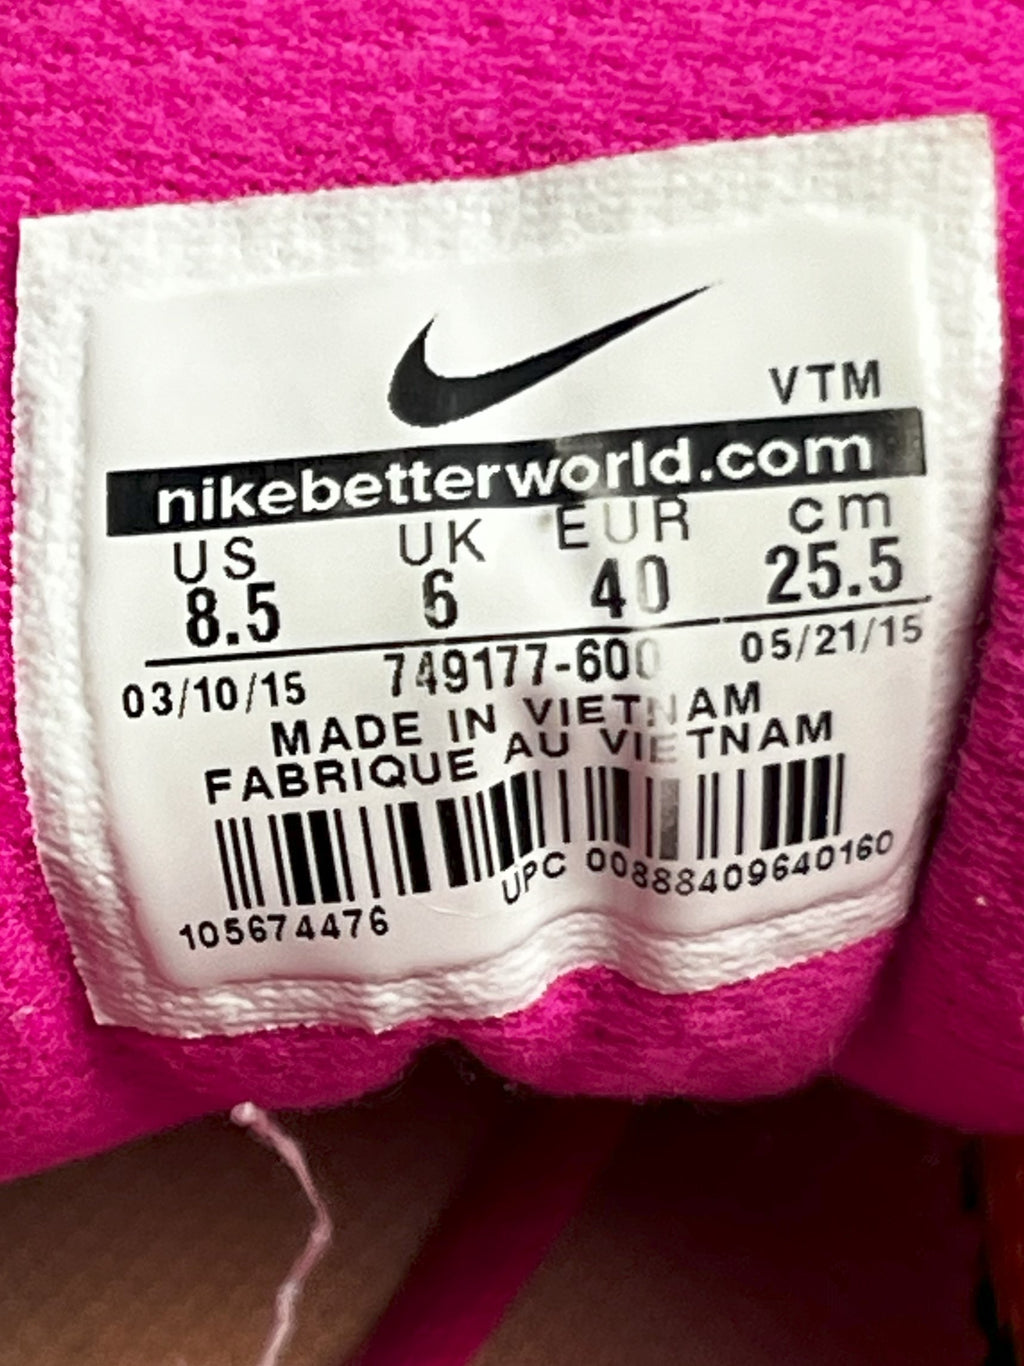 VTM
nikebetterworld.com
US UK EUR cm
8.5 6 40 25.5
03/10/15 749177-600 05/21/15
MADE IN VIETNAM
FABRIQUE AU VIETNAM
105674476 UPC 00888409640160